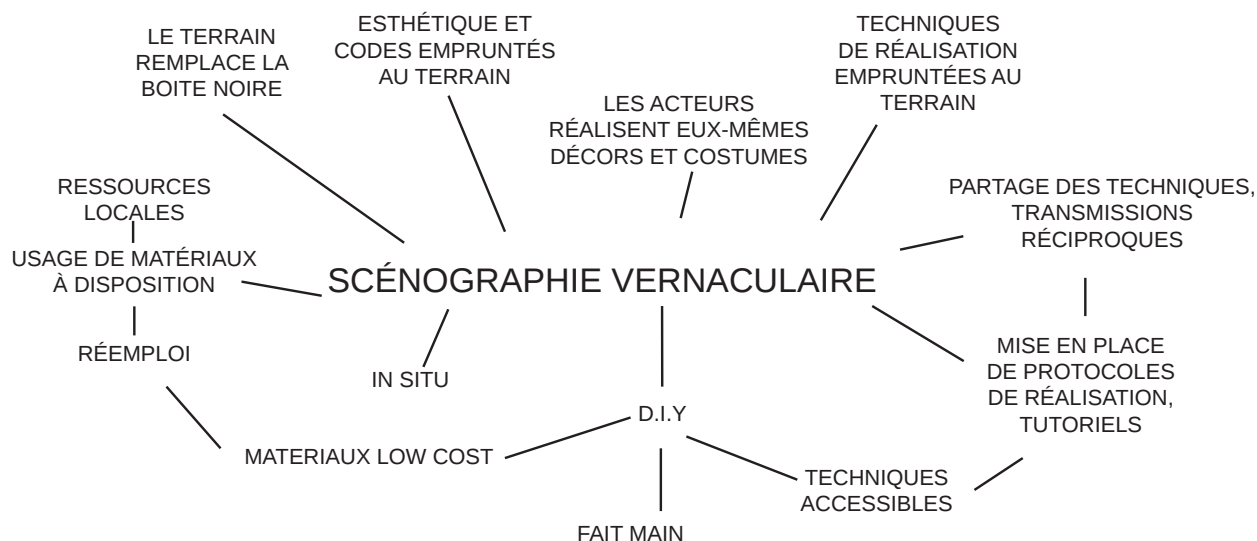 LE TERRAIN
REMPLACE LA
BOITE NOIRE
ESTHÉTIQUE ET
CODES EMPRUNTÉS
AU TERRAIN
LES ACTEURS
RÉALISENT EUX-MÊMES
DÉCORS ET COSTUMES
TECHNIQUES
DE RÉALISATION
EMPRUNTÉES AU
TERRAIN
RESSOURCES
LOCALES
USAGE DE MATÉRIAUX
À DISPOSITION
RÉEMPLOI
SCÉNOGRAPHIE VERNACULAIRE
PARTAGE DES TECHNIQUES,
TRANSMISSIONS
RÉCIPROQUES
MISE EN PLACE
DE PROTOCOLES
DE RÉALISATION,
TUTORIELS
IN SITU
D.I.Y
MATERIAUX LOW COST
TECHNIQUES
ACCESSIBLES
FAIT MAIN